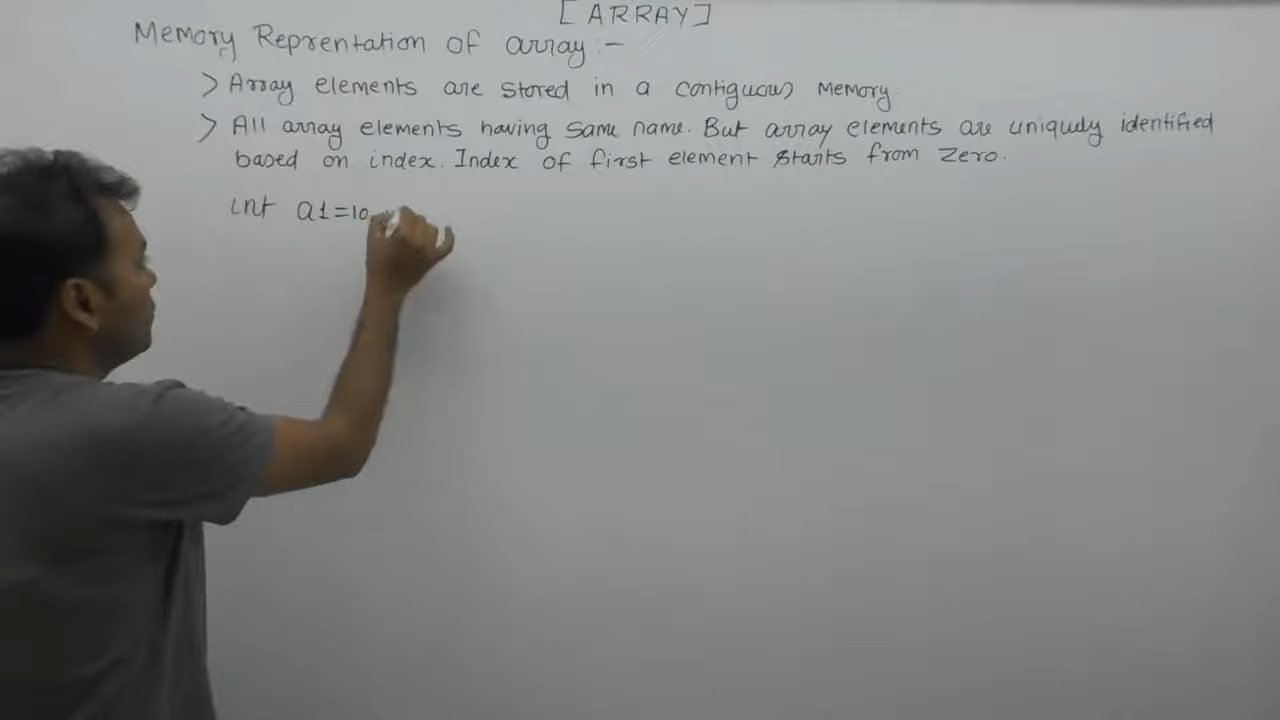 [ARRAY]
Memory Reprentation of array :-
> Array elements are stored in a contiguous Memory.
> All array elements having same name. But array elements are uniquely identified
based on index. Index of first element starts from Zero.
int a1=10